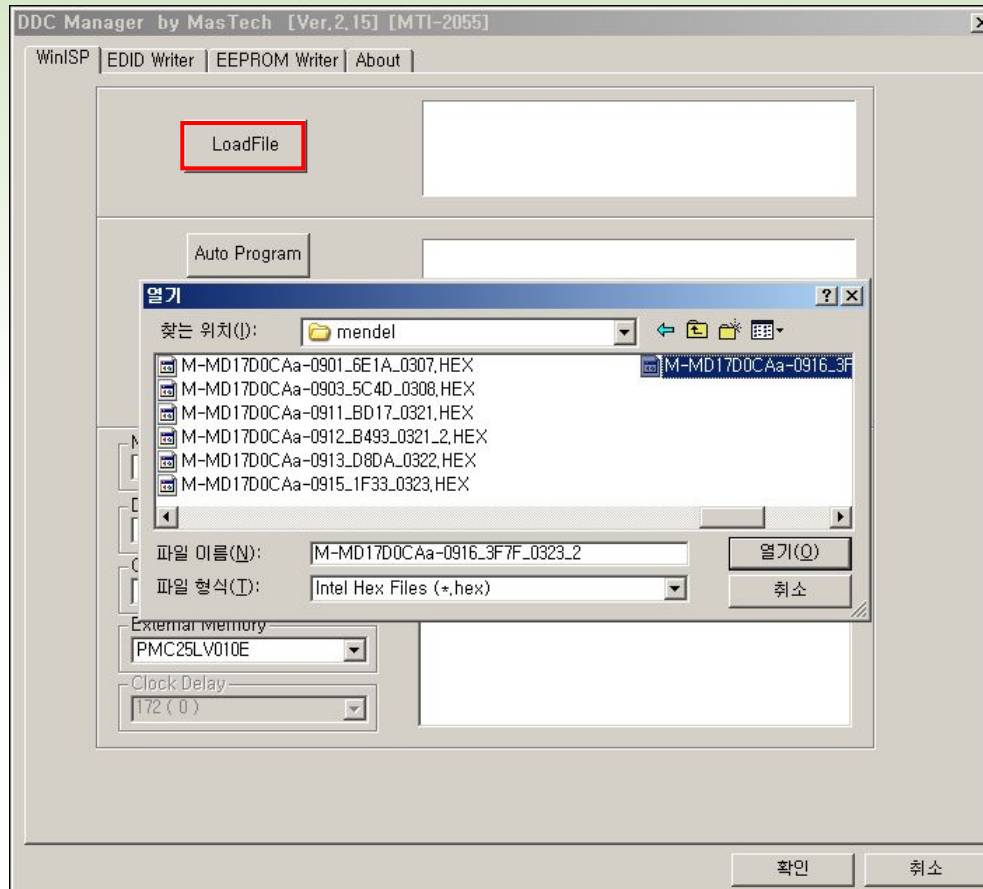 DDC Manager by MasTech [Ver,2,15] [MTI-2055]
WinISP EDID Writer EEPROM Writer About
LoadFile
Auto Program
열기
찾는 위치(I): mendel
M-MD17D0CAa-0901_6E1A_0307,HEX
M-MD17D0CAa-0903_5C4D_0308,HEX
M-MD17D0CAa-0911_BD17_0321,HEX
M-MD17D0CAa-0912_B493_0321_2,HEX
M-MD17D0CAa-0913_D8DA_0322,HEX
M-MD17D0CAa-0915_1F33_0323,HEX
M-MD17D0CAa-0916_3F
파일 이름(N): M-MD17D0CAa-0916_3F7F_0323_2 열기(O)
파일 형식(T): Intel Hex Files (*,hex) 취소
External Memory
PMC25LV010E
Clock Delay
172 ( 0 )
확인 취소